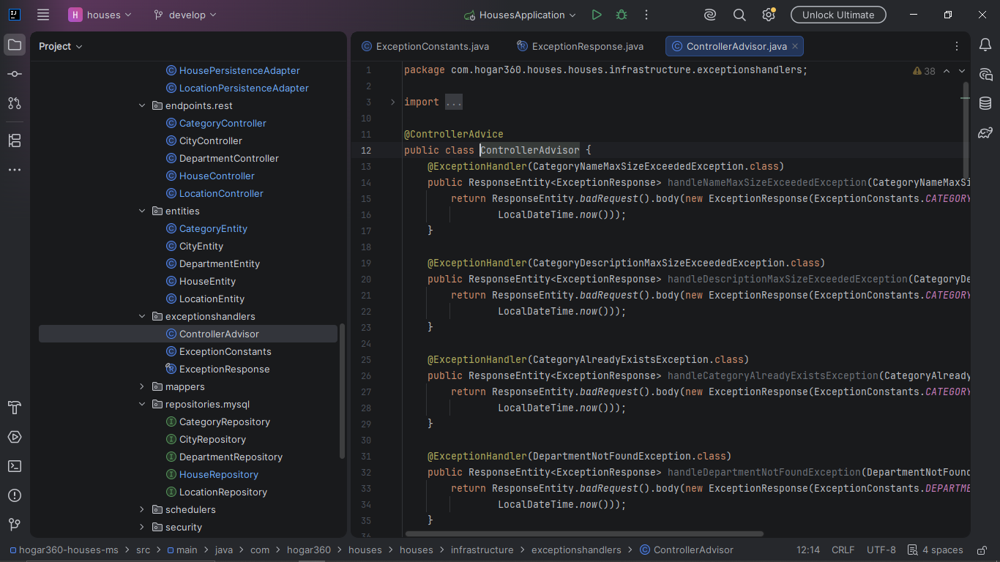 H houses develop HousesApplication Unlock Ultimate
Project
HousePersistenceAdapter
LocationPersistenceAdapter
endpoints.rest
CategoryController
CityController
DepartmentController
HouseController
LocationController
entities
CategoryEntity
CityEntity
DepartmentEntity
HouseEntity
LocationEntity
exceptionshandlers
ControllerAdvisor
ExceptionConstants
ExceptionResponse
mappers
repositories.mysql
CategoryRepository
CityRepository
DepartmentRepository
HouseRepository
LocationRepository
schedulers
security
ExceptionConstants.java ExceptionResponse.java ControllerAdvisor.java
38
1 package com.hogar360.houses.houses.infrastructure.exceptionshandlers;
2
3 import ...
10
11 @ControllerAdvice
12 public class ControllerAdvisor {
13 @ExceptionHandler(CategoryNameMaxSizeExceededException.class)
14 public ResponseEntity<ExceptionResponse> handleNameMaxSizeExceededException(CategoryNameMaxSi
15 return ResponseEntity.badRequest().body(new ExceptionResponse(ExceptionConstants.CATEGORY
16 LocalDateTime.now()));
17 }
18
19 @ExceptionHandler(CategoryDescriptionMaxSizeExceededException.class)
20 public ResponseEntity<ExceptionResponse> handleDescriptionMaxSizeExceededException(CategoryDe
21 return ResponseEntity.badRequest().body(new ExceptionResponse(ExceptionConstants.CATEGORY
22 LocalDateTime.now()));
23 }
24
25 @ExceptionHandler(CategoryAlreadyExistsException.class)
26 public ResponseEntity<ExceptionResponse> handleCategoryAlreadyExistsException(CategoryAlready
27 return ResponseEntity.badRequest().body(new ExceptionResponse(ExceptionConstants.CATEGORY
28 LocalDateTime.now()));
29 }
30
31 @ExceptionHandler(DepartmentNotFoundException.class)
32 public ResponseEntity<ExceptionResponse> handleDepartmentNotFoundException(DepartmentNotFound
33 return ResponseEntity.badRequest().body(new ExceptionResponse(ExceptionConstants.DEPARTME
34 LocalDateTime.now()));
35 }
36
hogar360-houses-ms > src > main > java > com > hogar360 > houses > houses > infrastructure > exceptionshandlers > ControllerAdvisor 12:14 CRLF UTF-8 4 spaces